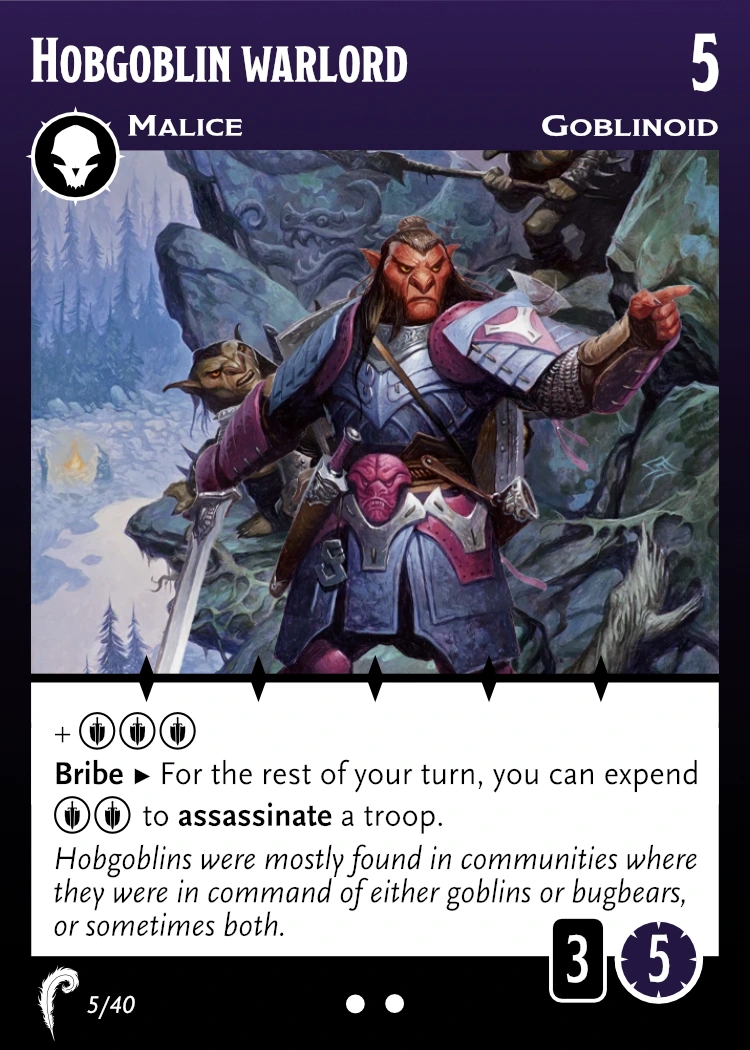 Hobgoblin warlord
5
Malice
Goblinoid
+
Bribe ► For the rest of your turn, you can expend
to assassinate a troop.
Hobgoblins were mostly found in communities where
they were in command of either goblins or bugbears,
or sometimes both.
3
5
5/40